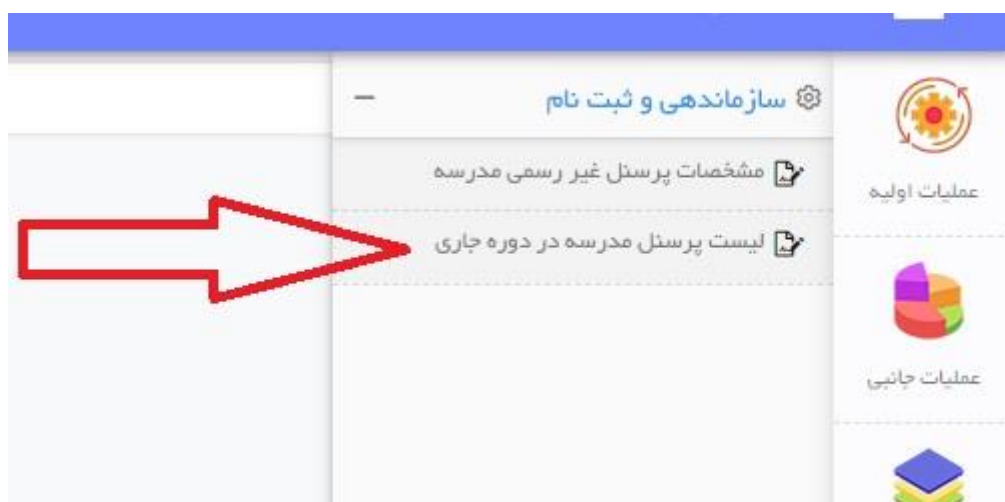 سازماندهی و ثبت نام
مشخصات پرسنل غیر رسمی مدرسه
لیست پرسنل مدرسه در دوره جاری
عملیات اولیه
عملیات جانبی